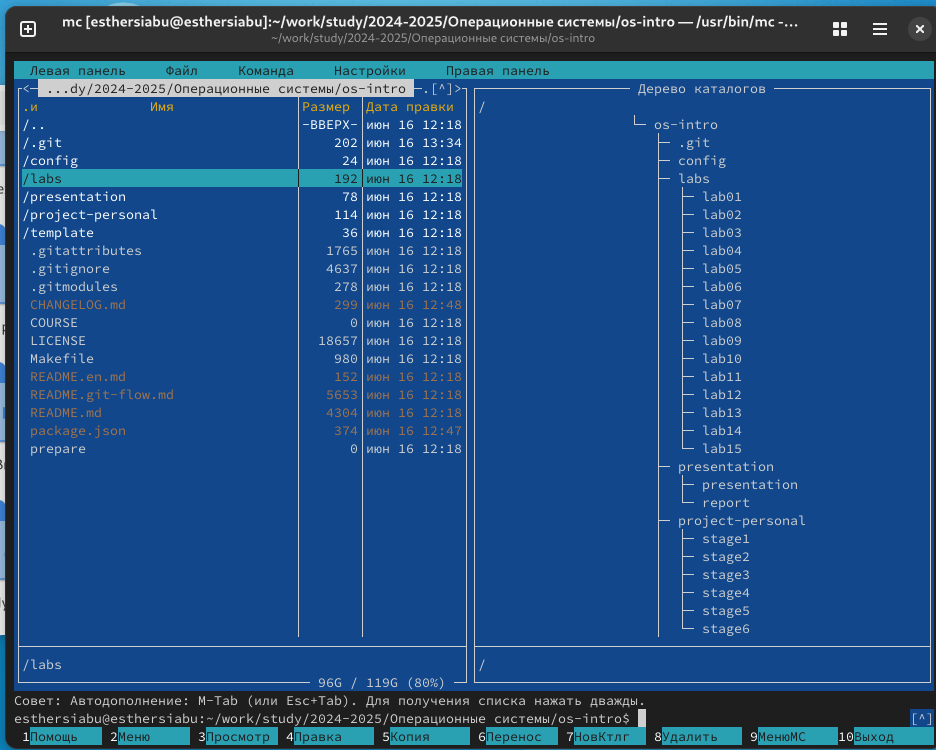 mc [esthersiabu@esthersiabu]:~/work/study/2024-2025/Операционные системы/os-intro — /usr/bin/mc -...
~/work/study/2024-2025/Операционные системы/os-intro
Левая панель Файл Команда Настройки Правая панель
<— ...dy/2024-2025/Операционные системы/os-intro —.[^]>
.и Имя Размер Дата правки
/.. -ВВЕРХ- июн 16 12:18
/.git 202 июн 16 13:34
/config 24 июн 16 12:18
/labs 192 июн 16 12:18
/presentation 78 июн 16 12:18
/project-personal 114 июн 16 12:18
/template 36 июн 16 12:18
.gitattributes 1765 июн 16 12:18
.gitignore 4637 июн 16 12:18
.gitmodules 278 июн 16 12:18
CHANGELOG.md 299 июн 16 12:48
COURSE 0 июн 16 12:18
LICENSE 18657 июн 16 12:18
Makefile 980 июн 16 12:18
README.en.md 152 июн 16 12:18
README.git-flow.md 5653 июн 16 12:18
README.md 4304 июн 16 12:18
package.json 374 июн 16 12:47
prepare 0 июн 16 12:18
/labs
96G / 119G (80%)
Дерево каталогов
/
os-intro
.git
config
labs
lab01
lab02
lab03
lab04
lab05
lab06
lab07
lab08
lab09
lab10
lab11
lab12
lab13
lab14
lab15
presentation
presentation
report
project-personal
stage1
stage2
stage3
stage4
stage5
stage6
/
Совет: Автодополнение: M-Tab (или Esc+Tab). Для получения списка нажать дважды.
esthersiabu@esthersiabu:~/work/study/2024-2025/Операционные системы/os-intro$ [^]
1Помощь 2Меню 3Просмотр 4Правка 5Копия 6Перенос 7НовКтлг 8Удалить 9МенюMC 10Выход